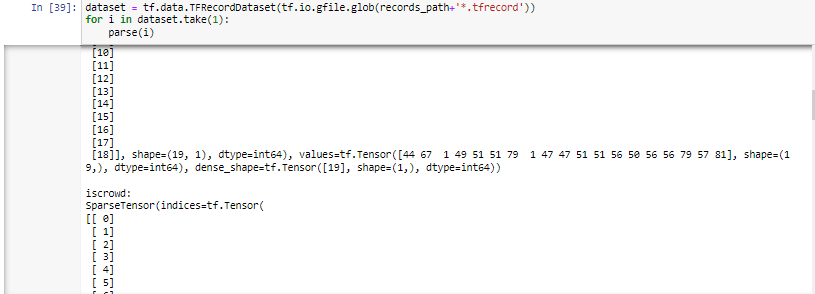 In [39]: dataset = tf.data.TFRecordDataset(tf.io.gfile.glob(records_path+'*.tfrecord'))
for i in dataset.take(1):
    parse(i)
[10]
[11]
[12]
[13]
[14]
[15]
[16]
[17]
[18]], shape=(19, 1), dtype=int64), values=tf.Tensor([44 67  1 49 51 51 79  1 47 47 51 51 56 50 56 56 79 57 81], shape=(1
9,), dtype=int64), dense_shape=tf.Tensor([19], shape=(1,), dtype=int64))
iscrowd:
SparseTensor(indices=tf.Tensor(
[[ 0]
[ 1]
[ 2]
[ 3]
[ 4]
[ 5]